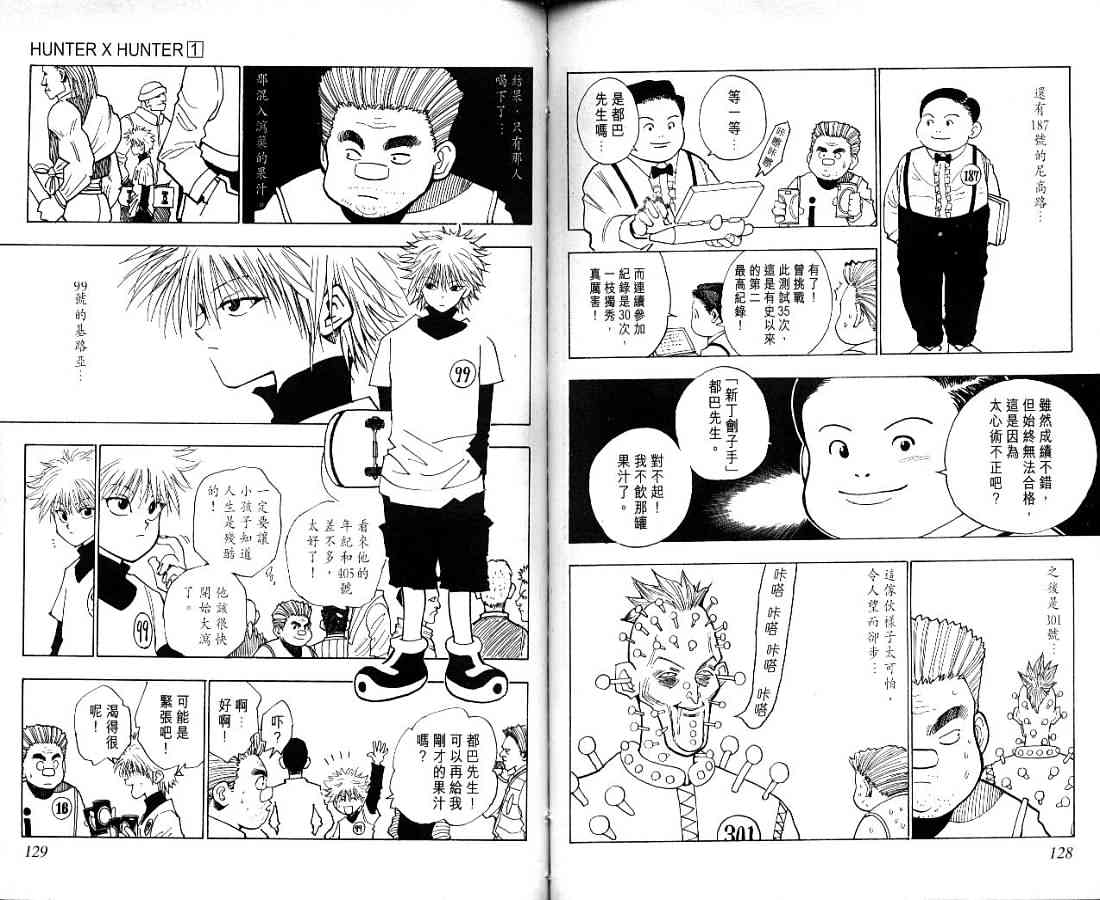 還有
187號的尼高路…
187
等一等…
咔嚓咔嚓
是都巴
先生嗎…
有了！
曾挑戰
此測試35次，
這是有史以來
的第二
最高紀錄！
而連續參加
紀錄是30次，
一枝獨秀，
真厲害！
雖然成績不錯，
但始終無法合格，
這是因為
太心術不正吧？
「新丁劊子手」
都巴先生。
對不起！
我不飲那罐
果汁了。
之後是301號…
這傢伙樣子太可怕，
令人望而卻步…
咔嗒
咔嗒
咔嗒
咔嗒
301
128
HUNTER X HUNTER 1
結果，只有那人
喝下了…
那混入瀉藥的果汁。
99號的基路亞…
99
看來他的
年紀和405號
差不多，
太好了！
一定要讓
小孩子知道
人生是殘酷
的！
他該很快
開始大瀉
了。
99
都巴先生！
可以再給我
剛才的果汁
嗎？
吓？
啊…
好啊！
99
可能是
緊張吧！
渴得很
呢！
16
129